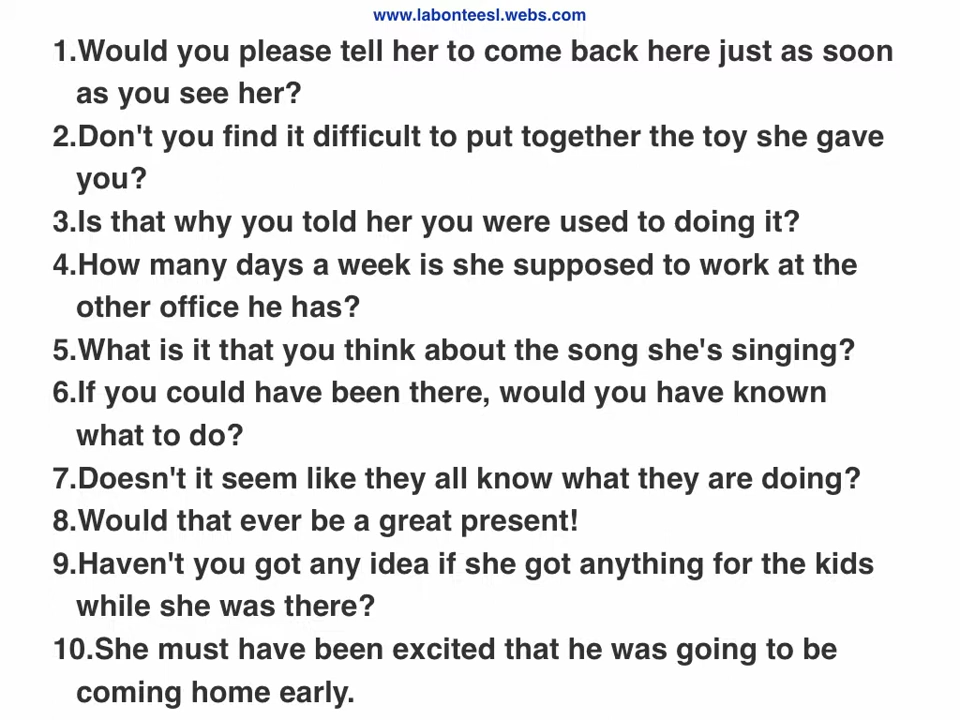 www.labonteesl.webs.com
1.Would you please tell her to come back here just as soon
as you see her?
2.Don't you find it difficult to put together the toy she gave
you?
3.Is that why you told her you were used to doing it?
4.How many days a week is she supposed to work at the
other office he has?
5.What is it that you think about the song she's singing?
6.If you could have been there, would you have known
what to do?
7.Doesn't it seem like they all know what they are doing?
8.Would that ever be a great present!
9.Haven't you got any idea if she got anything for the kids
while she was there?
10.She must have been excited that he was going to be
coming home early.